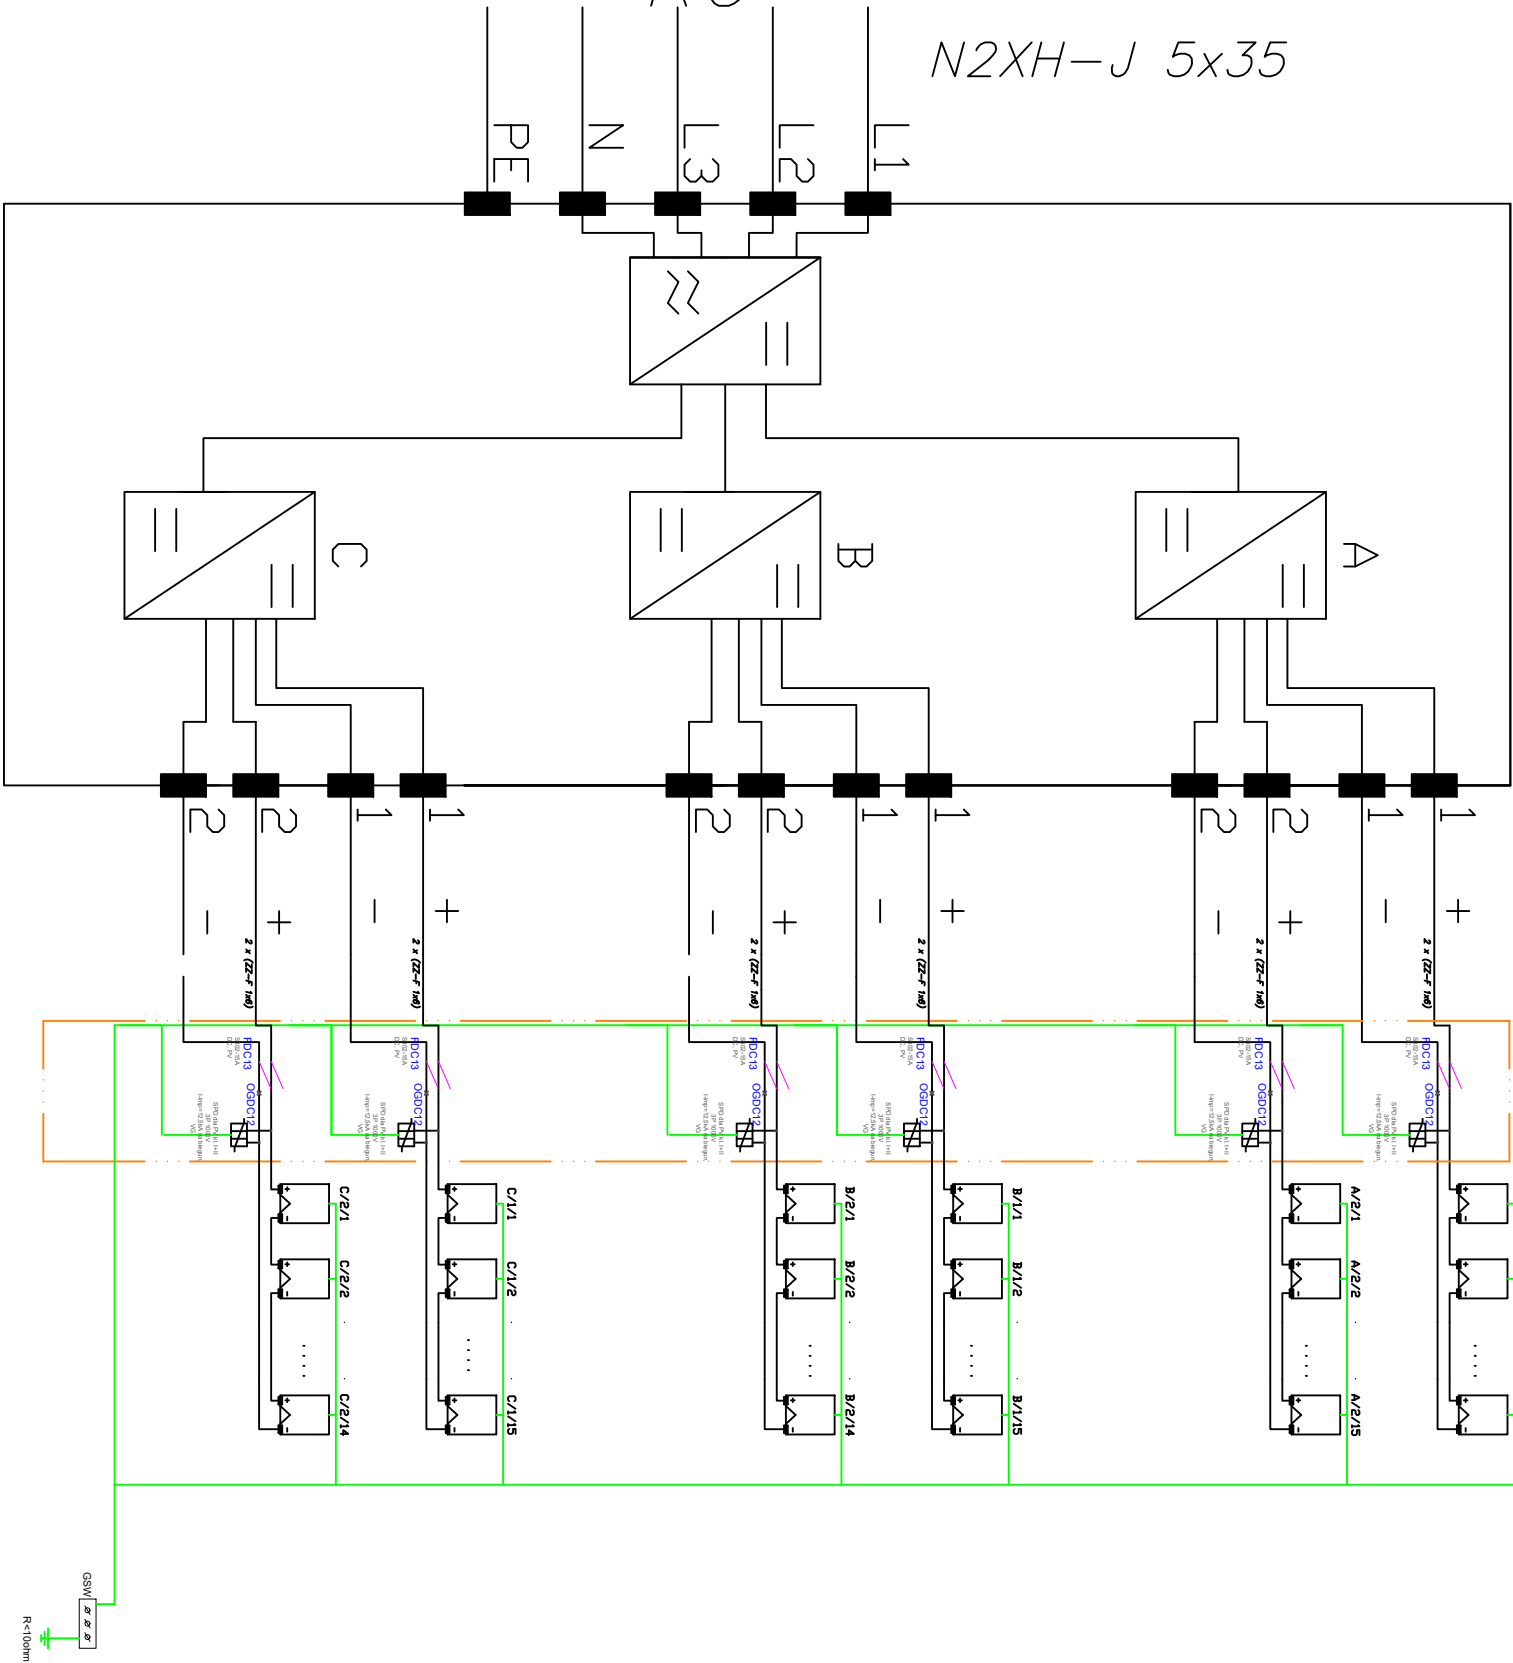 N2XH-J 5x35
PE
N
L3
L2
L1
C
B
A
2
2
1
1
2
2
1
1
2
2
1
1
-
+
-
+
-
+
-
+
-
+
-
+
2 x (ZZ-F 1x6)
2 x (ZZ-F 1x6)
2 x (ZZ-F 1x6)
2 x (ZZ-F 1x6)
2 x (ZZ-F 1x6)
2 x (ZZ-F 1x6)
FDC13
OGDC12
FDC13
OGDC12
FDC13
OGDC12
FDC13
OGDC12
FDC13
OGDC12
FDC13
OGDC12
C/2/1
C/1/1
B/2/1
B/1/1
A/2/1
C/2/2
C/1/2
B/2/2
B/1/2
A/2/2
C/2/14
C/1/15
B/2/14
B/1/15
A/2/15
GSW
R<10ohm